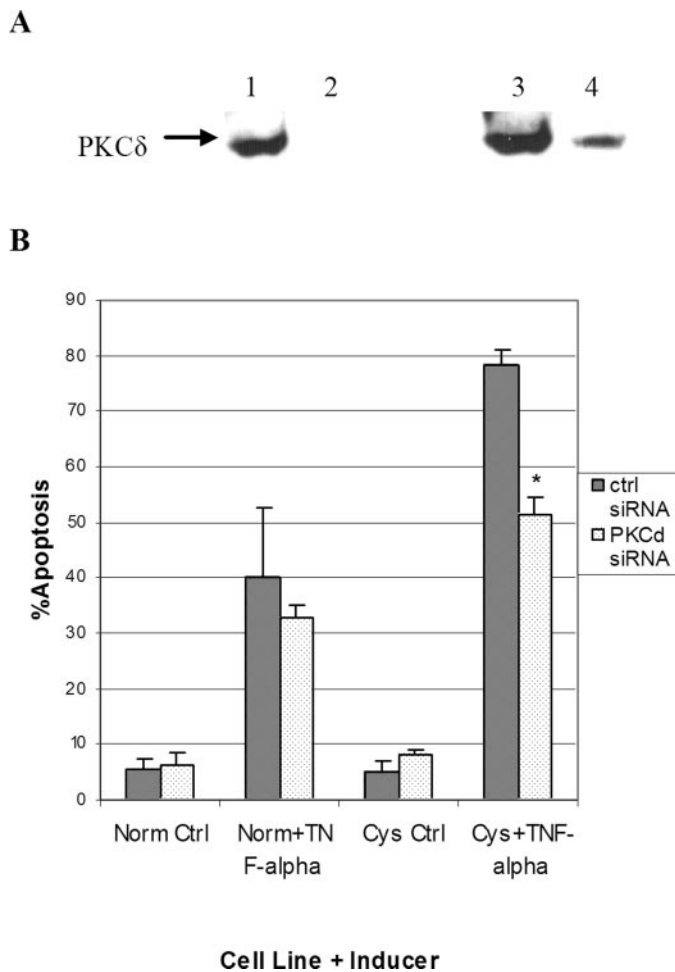 A
1 2 3 4
PKCδ
B
90
80
70
60
50
40
30
20
10
0
%Apoptosis
*
ctrl
siRNA
PKCd
siRNA
Norm Ctrl Norm+TN Cys Ctrl Cys+TNF-
F-alpha alpha
Cell Line + Inducer